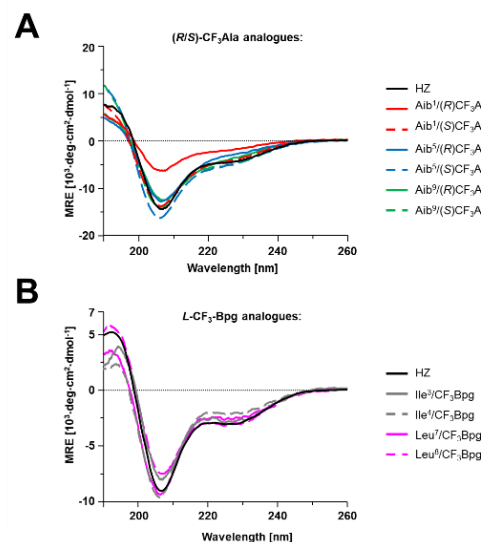 A
(R/S)-CF₃Ala analogues:
20
10
0
-10
-20
MRE [10³·deg·cm²·dmol⁻¹]
200
220
240
260
Wavelength [nm]
HZ
Aib¹/(R)CF₃A
Aib¹/(S)CF₃A
Aib⁵/(R)CF₃A
Aib⁵/(S)CF₃A
Aib⁹/(R)CF₃A
Aib⁹/(S)CF₃A
B
L-CF₃-Bpg analogues:
7
5
0
-5
-10
MRE [10³·deg·cm²·dmol⁻¹]
200
220
240
260
Wavelength [nm]
HZ
Ile³/CF₃Bpg
Ile⁴/CF₃Bpg
Leu⁷/CF₃Bpg
Leu⁸/CF₃Bpg